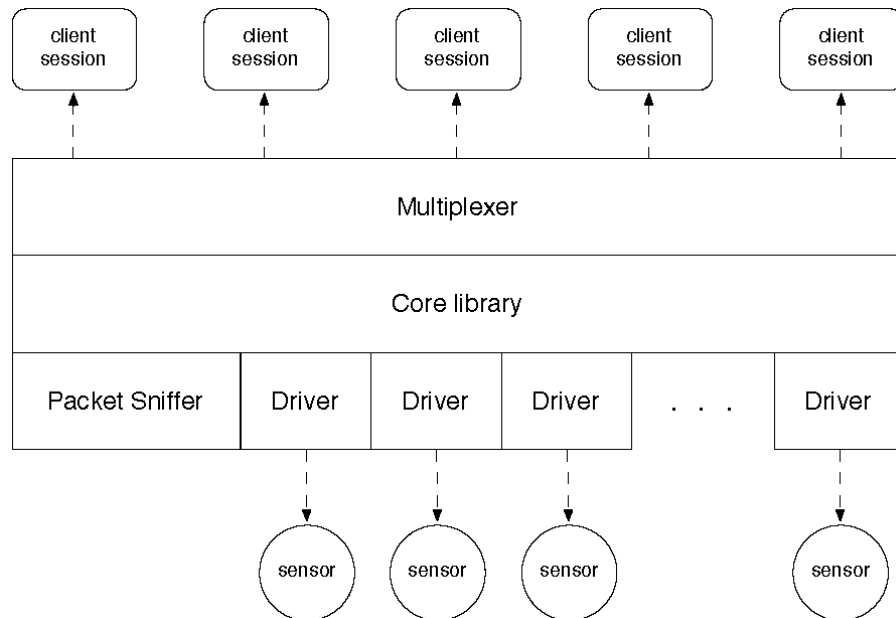 client
session
client
session
client
session
client
session
client
session
Multiplexer
Core library
Packet Sniffer
Driver
Driver
Driver
. . .
Driver
sensor
sensor
sensor
sensor